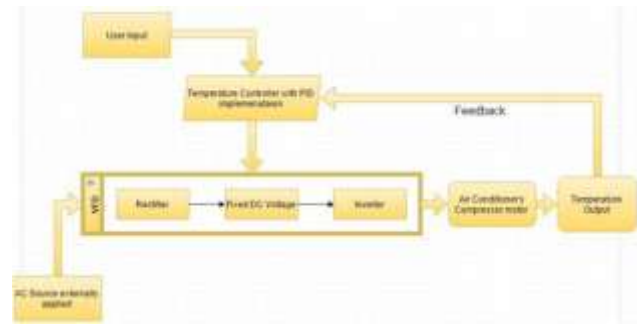 User Input
Temperature Controller with PID
Implementation
Feedback
VFD
Rectifier
Fixed DC Voltage
Inverter
Air Conditioners
Compressor motor
Temperature
Output
AC Source externally
applied